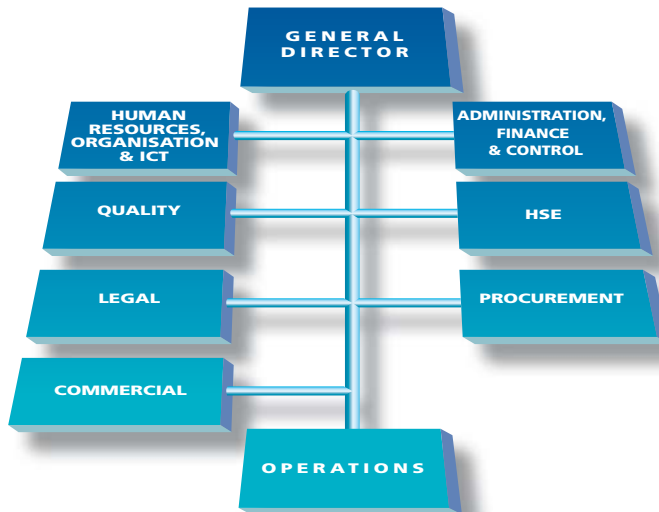 GENERAL
DIRECTOR
HUMAN
RESOURCES,
ORGANISATION
& ICT
ADMINISTRATION,
FINANCE
& CONTROL
QUALITY
HSE
LEGAL
PROCUREMENT
COMMERCIAL
OPERATIONS